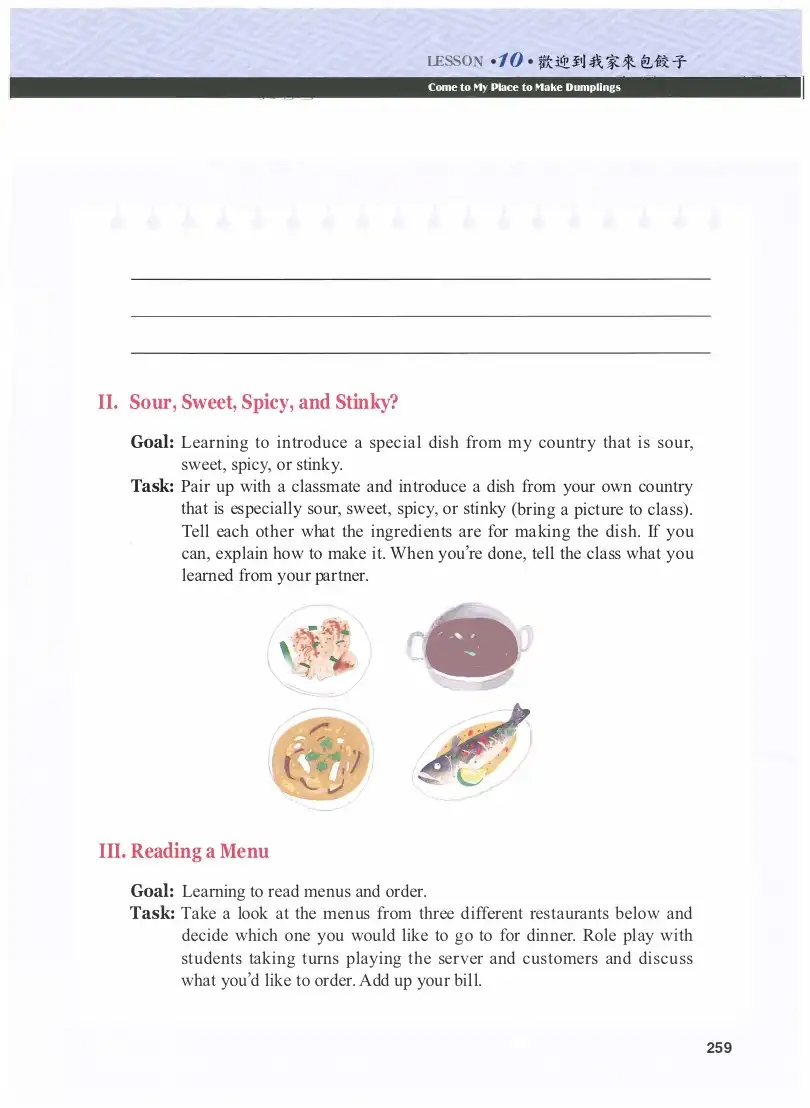 LESSON •10• 歡迎到我家來包餃子
Come to My Place to Make Dumplings
II. Sour, Sweet, Spicy, and Stinky?
Goal: Learning to introduce a special dish from my country that is sour,
sweet, spicy, or stinky.
Task: Pair up with a classmate and introduce a dish from your own country
that is especially sour, sweet, spicy, or stinky (bring a picture to class).
Tell each other what the ingredients are for making the dish. If you
can, explain how to make it. When you're done, tell the class what you
learned from your partner.
III. Reading a Menu
Goal: Learning to read menus and order.
Task: Take a look at the menus from three different restaurants below and
decide which one you would like to go to for dinner. Role play with
students taking turns playing the server and customers and discuss
what you'd like to order. Add up your bill.
259